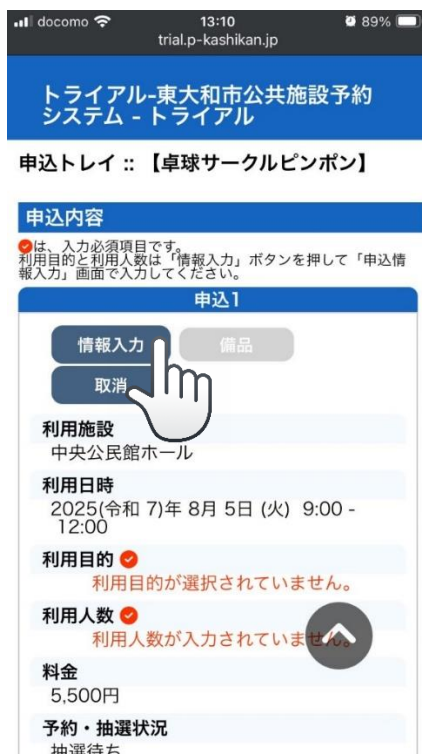 docomo 13:10 89%
trial.p-kashikan.jp
トライアル-東大和市公共施設予約
システム - トライアル
申込トレイ :: 【卓球サークルピンポン】
申込内容
は、入力必須項目です。
利用目的と利用人数は「情報入力」ボタンを押して「申込情
報入力」画面で入力してください。
申込1
情報入力 備品
取消
利用施設
中央公民館ホール
利用日時
2025(令和 7)年 8月 5日 (火) 9:00 -
12:00
利用目的
利用目的が選択されていません。
利用人数
利用人数が入力されていません。
料金
5,500円
予約・抽選状況
抽選待ち